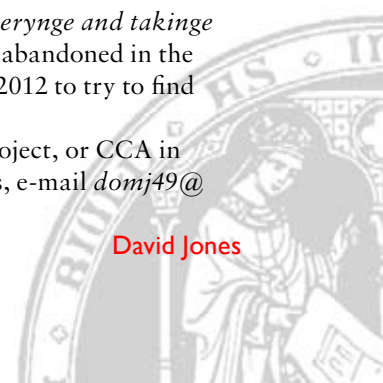 erynge and takinge
abandoned in the
2012 to try to find
oject, or CCA in
s, e-mail domj49@
David Jones